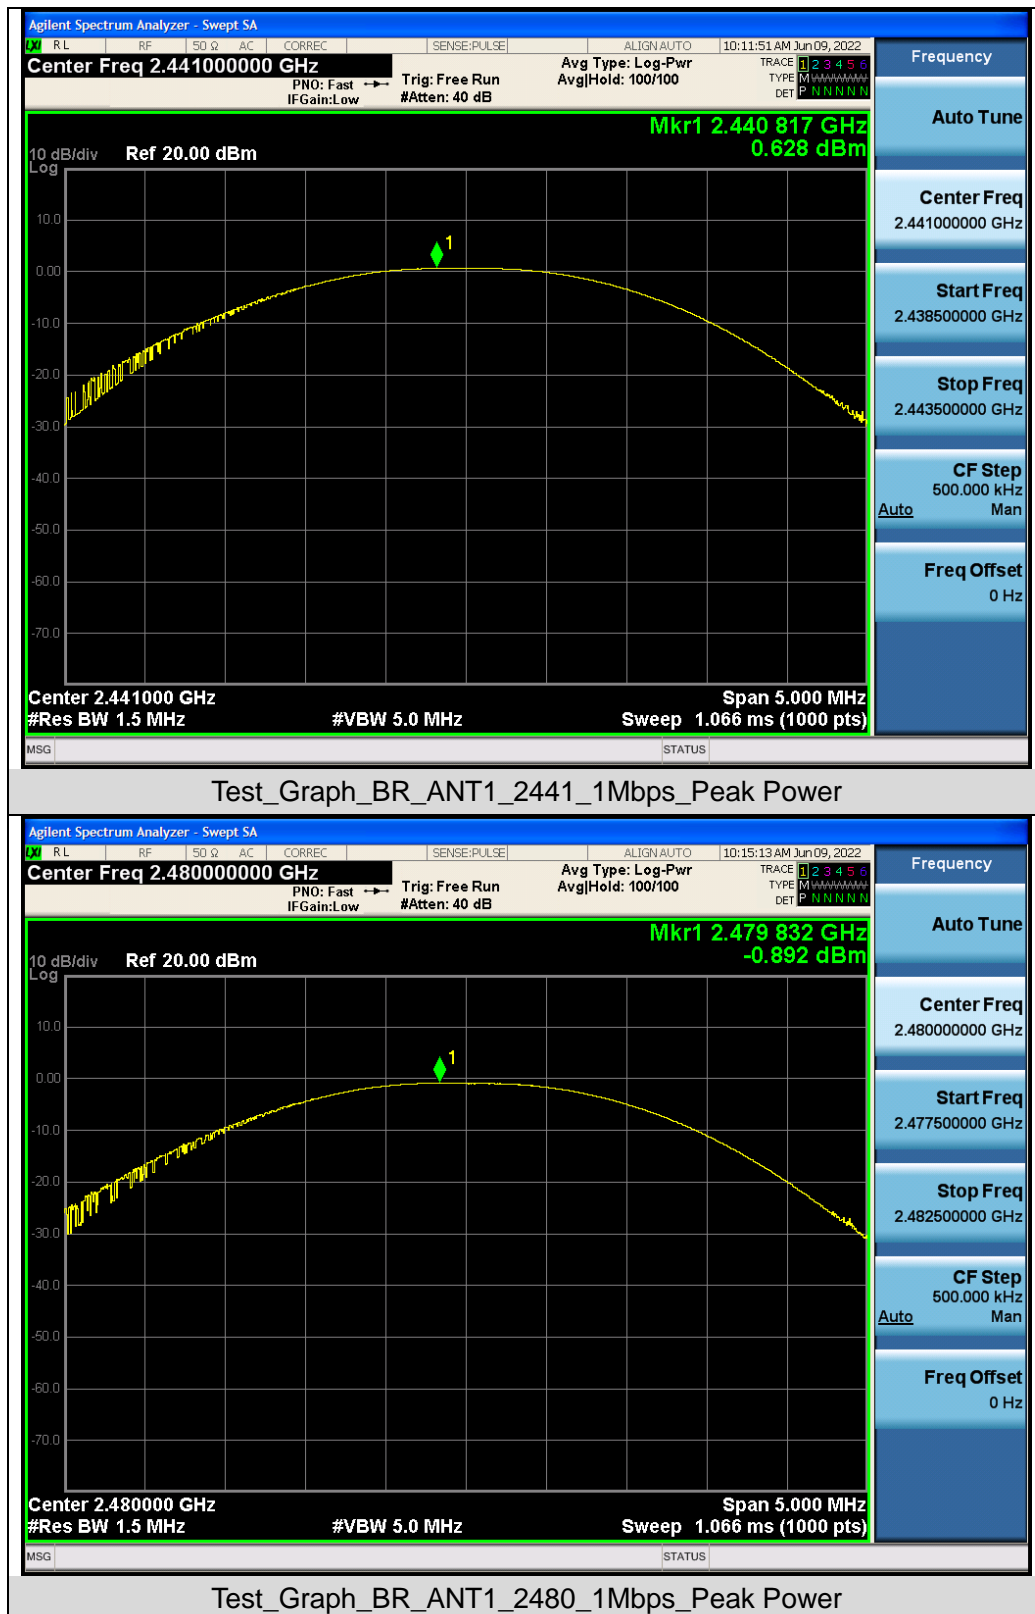 Agilent Spectrum Analyzer - Swept SA
LXI RL RF 50 Ω AC CORREC SENSE:PULSE ALIGN AUTO 10:11:51 AM Jun 09, 2022
Center Freq 2.441000000 GHz
PNO: Fast
IFGain:Low
Trig: Free Run
#Atten: 40 dB
Avg Type: Log-Pwr
Avg|Hold: 100/100
TRACE 1 2 3 4 5 6
TYPE M WWWWW
DET P N N N N N
Mkr1 2.440 817 GHz
0.628 dBm
10 dB/div Ref 20.00 dBm
Log
10.0
1
0.00
-10.0
-20.0
-30.0
-40.0
-50.0
-60.0
-70.0
Center 2.441000 GHz Span 5.000 MHz
#Res BW 1.5 MHz #VBW 5.0 MHz Sweep 1.066 ms (1000 pts)
MSG STATUS
Frequency
Auto Tune
Center Freq
2.441000000 GHz
Start Freq
2.438500000 GHz
Stop Freq
2.443500000 GHz
CF Step
500.000 kHz
Auto Man
Freq Offset
0 Hz
Test_Graph_BR_ANT1_2441_1Mbps_Peak Power
Agilent Spectrum Analyzer - Swept SA
LXI RL RF 50 Ω AC CORREC SENSE:PULSE ALIGN AUTO 10:15:13 AM Jun 09, 2022
Center Freq 2.480000000 GHz
PNO: Fast
IFGain:Low
Trig: Free Run
#Atten: 40 dB
Avg Type: Log-Pwr
Avg|Hold: 100/100
TRACE 1 2 3 4 5 6
TYPE M WWWWW
DET P N N N N N
Mkr1 2.479 832 GHz
-0.892 dBm
10 dB/div Ref 20.00 dBm
Log
10.0
1
0.00
-10.0
-20.0
-30.0
-40.0
-50.0
-60.0
-70.0
Center 2.480000 GHz Span 5.000 MHz
#Res BW 1.5 MHz #VBW 5.0 MHz Sweep 1.066 ms (1000 pts)
MSG STATUS
Frequency
Auto Tune
Center Freq
2.480000000 GHz
Start Freq
2.477500000 GHz
Stop Freq
2.482500000 GHz
CF Step
500.000 kHz
Auto Man
Freq Offset
0 Hz
Test_Graph_BR_ANT1_2480_1Mbps_Peak Power